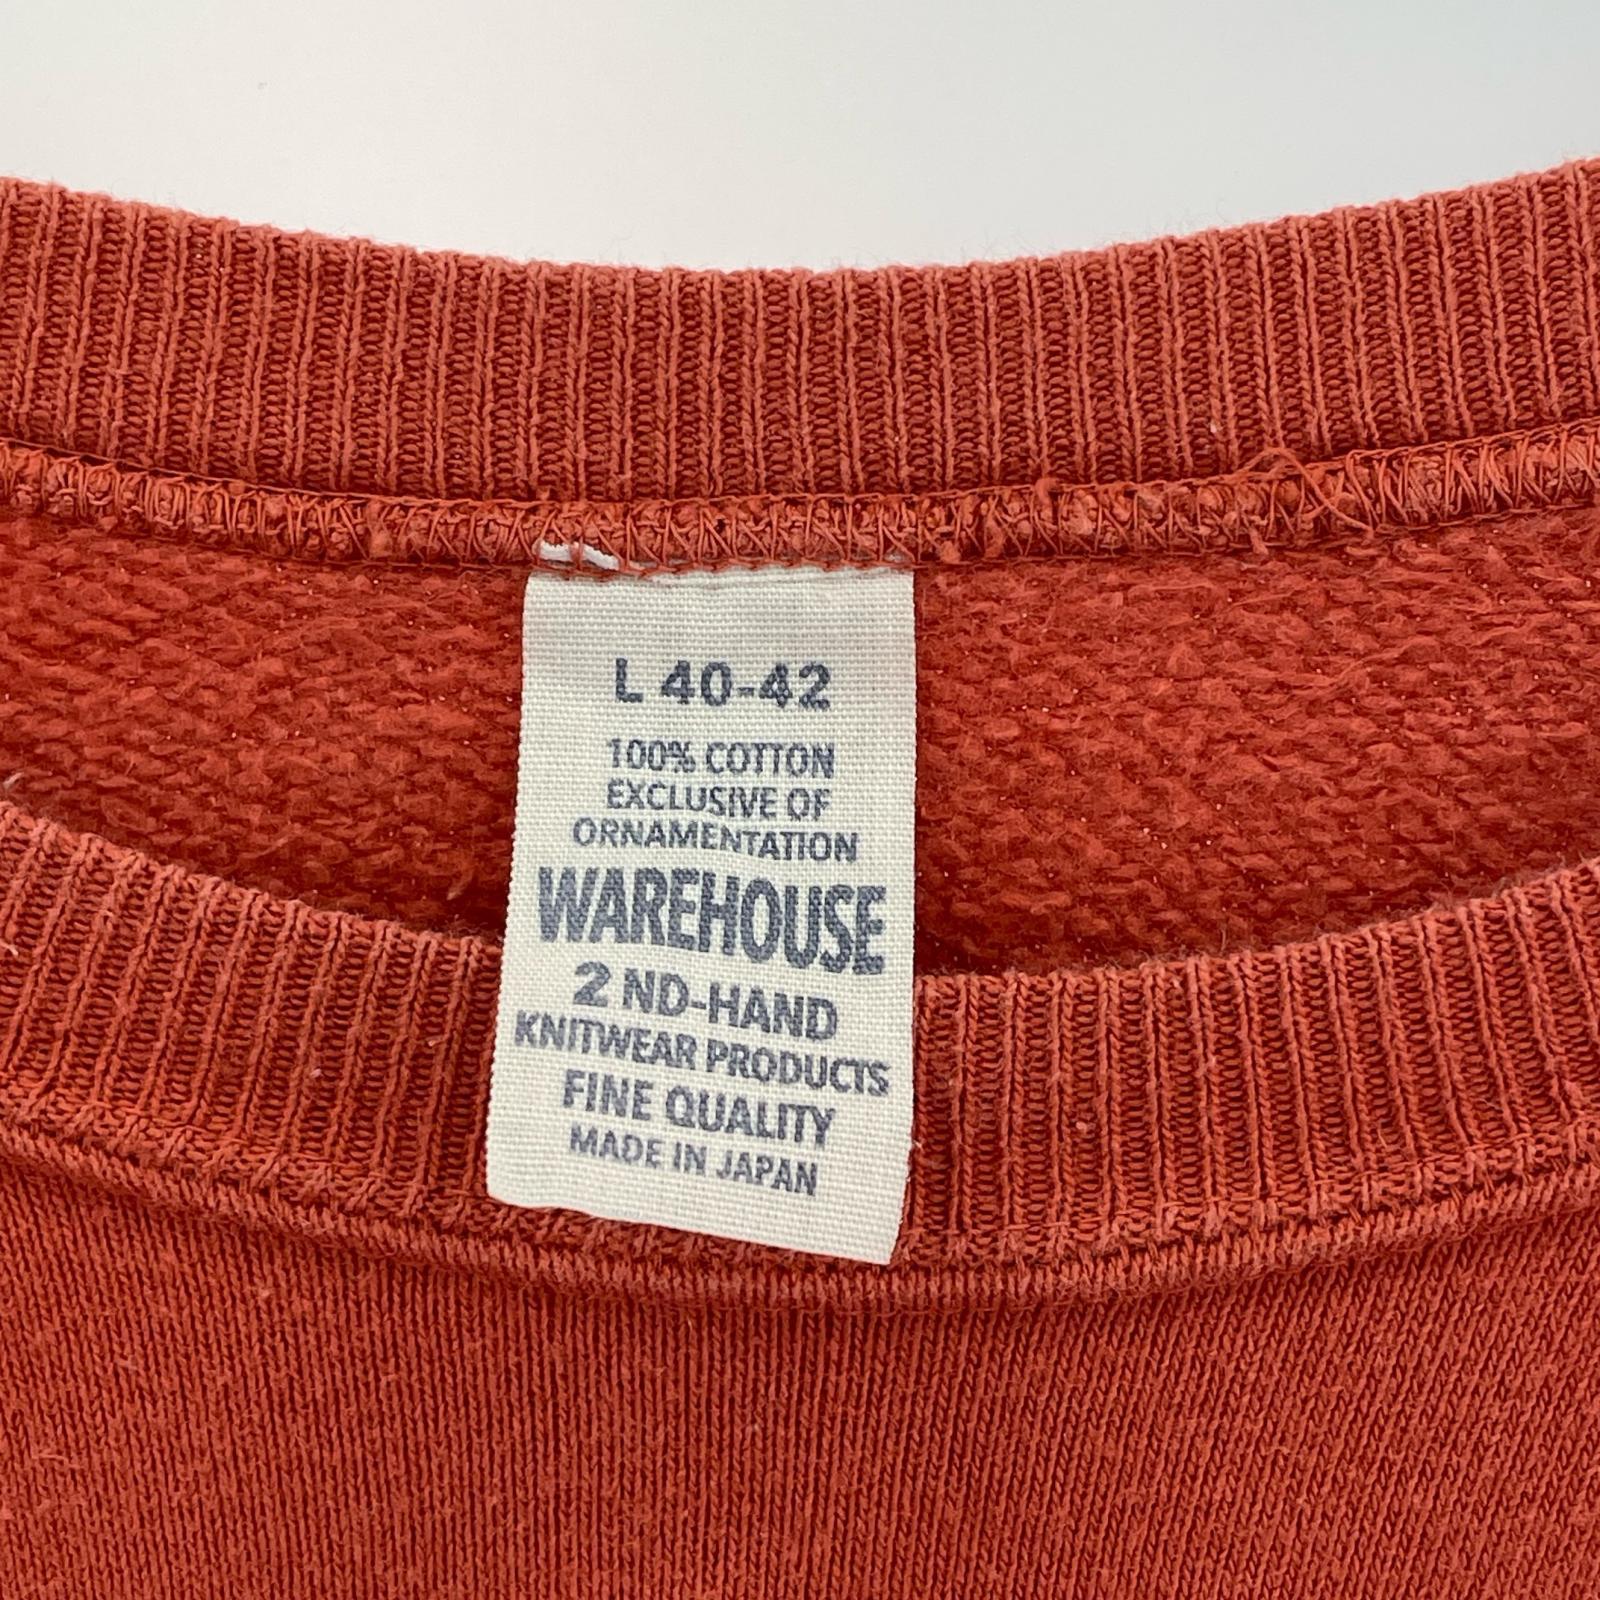 L 40-42
100% COTTON
EXCLUSIVE OF
ORNAMENTATION
WAREHOUSE
2 ND-HAND
KNITWEAR PRODUCTS
FINE QUALITY
MADE IN JAPAN